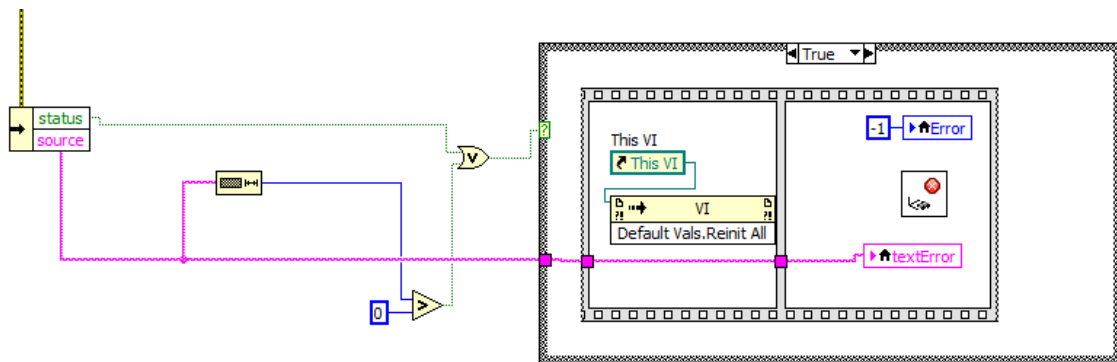 True
status
source
?
v
This VI
This VI
VI
Default Vals.Reinit All
-1
Error
textError
>
0